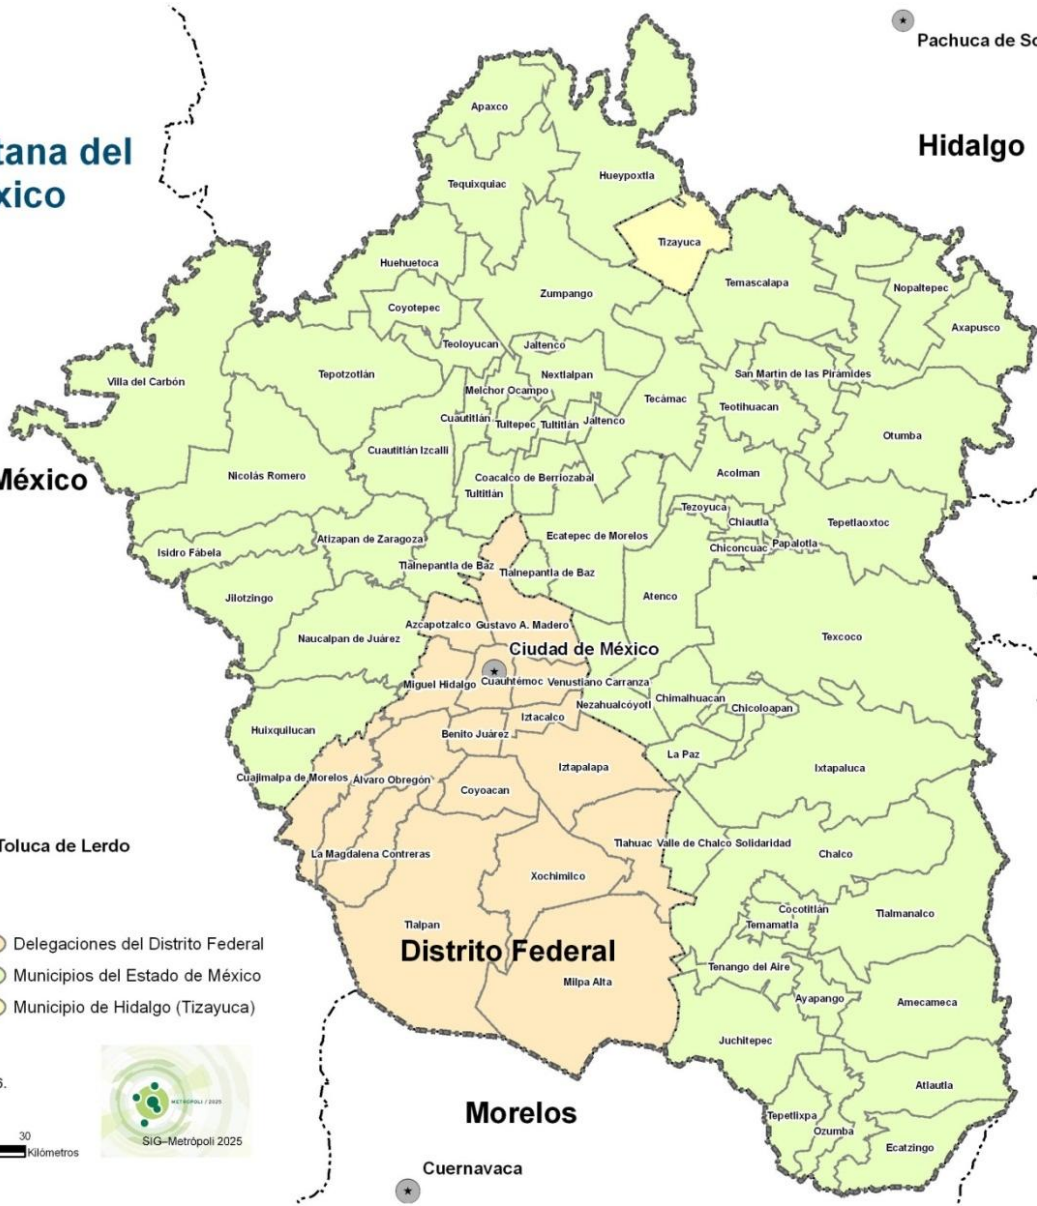 Pachuca de So
tana del
xico
Hidalgo
Apaxco
Hueypoxtla
Tequixquiac
Tizayuca
Huehuetoca
Temascalapa
Nopaltepec
Zumpango
Coyotepec
Axapusco
Teoloyucan
Jaltenco
Tepotzotlán
Nextlalpan
San Martín de las Pirámides
Villa del Carbón
Melchor Ocampo
Tecámac
Teotihuacan
Cuautitlán
Tultepec
Tultitlán
Jaltenco
Otumba
Cuautitlán Izcalli
México
Nicolás Romero
Coacalco de Berriozabal
Acolman
Tultitlán
Tezoyuca
Chiautla
Tepetlaoxtoc
Isidro Fábela
Atizapan de Zaragoza
Ecatepec de Morelos
Chiconcuac
Papalotla
Tlalnepantla de Baz
Tlalnepantla de Baz
Jilotzingo
Atenco
Azcapotzalco
Gustavo A. Madero
Naucalpan de Juárez
Texcoco
Ciudad de México
Miguel Hidalgo
Cuauhtémoc
Venustiano Carranza
Chimalhuacan
Nezahualcóyotl
Chicoloapan
Iztacalco
Huixquilucan
Benito Juárez
La Paz
Iztapalapa
Ixtapaluca
Cuajimalpa de Morelos
Álvaro Obregón
Coyoacan
Toluca de Lerdo
Tlahuac
Valle de Chalco Solidaridad
La Magdalena Contreras
Chalco
Xochimilco
Cocotitlán
Tlalmanalco
Tlalpan
Temamatla
Distrito Federal
Delegaciones del Distrito Federal
Tenango del Aire
Municipios del Estado de México
Milpa Alta
Ayapango
Amecameca
Municipio de Hidalgo (Tizayuca)
Juchitepec
6.
Atlautla
METRÓPOLI / 2025
Morelos
Tepetlixpa
Ozumba
30
Kilómetros
SiG–Metrópoli 2025
Ecatzingo
Cuernavaca